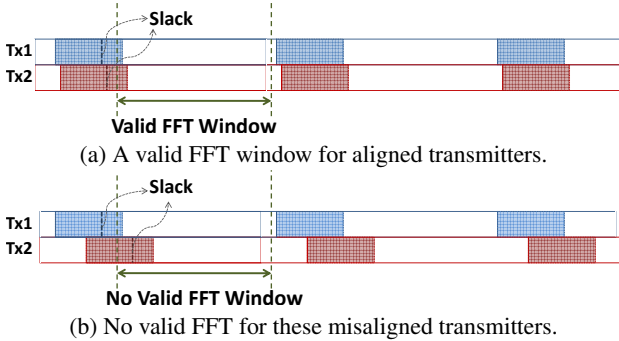 Slack
Tx1
Tx2
Valid FFT Window
(a) A valid FFT window for aligned transmitters.
Slack
Tx1
Tx2
No Valid FFT Window
(b) No valid FFT for these misaligned transmitters.